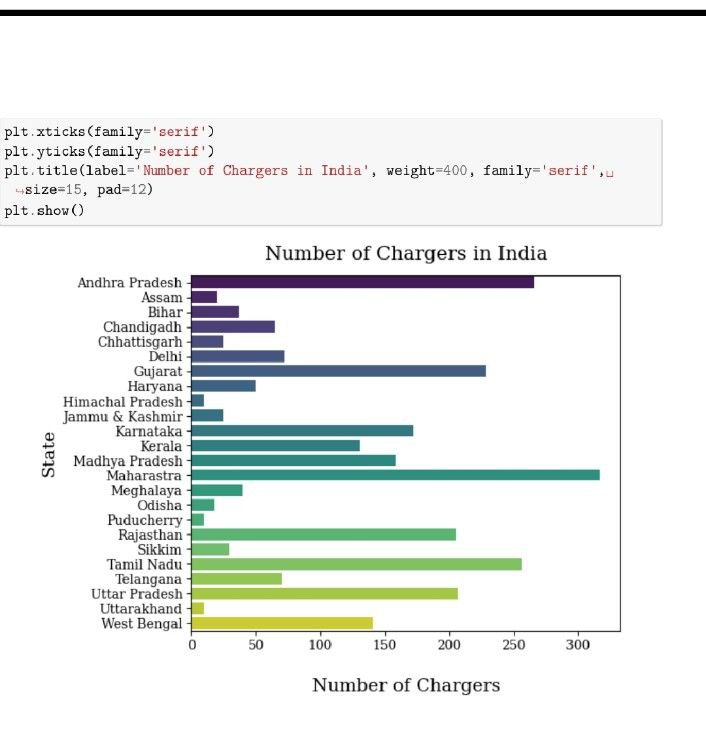 plt.xticks(family='serif')
plt.yticks(family='serif')
plt.title(label='Number of Chargers in India', weight=400, family='serif',␣
↪size=15, pad=12)
plt.show()
Number of Chargers in India
Andhra Pradesh
Assam
Bihar
Chandigadh
Chhattisgarh
Delhi
Gujarat
Haryana
Himachal Pradesh
Jammu & Kashmir
Karnataka
Kerala
Madhya Pradesh
Maharastra
Meghalaya
Odisha
Puducherry
Rajasthan
Sikkim
Tamil Nadu
Telangana
Uttar Pradesh
Uttarakhand
West Bengal
State
0 50 100 150 200 250 300
Number of Chargers